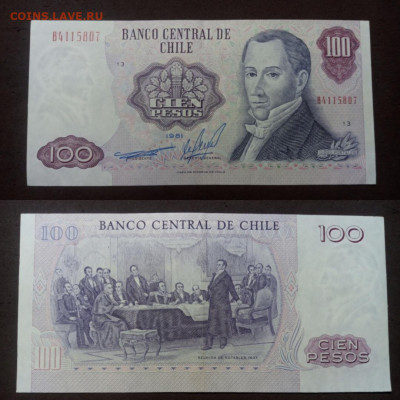 COINS.LAVE.RU
BANCO CENTRAL DE
CHILE
100
B4115807
CIEN
PESOS
B4115807
1981
100
BANCO CENTRAL DE CHILE
100
100
100
CIEN
PESOS